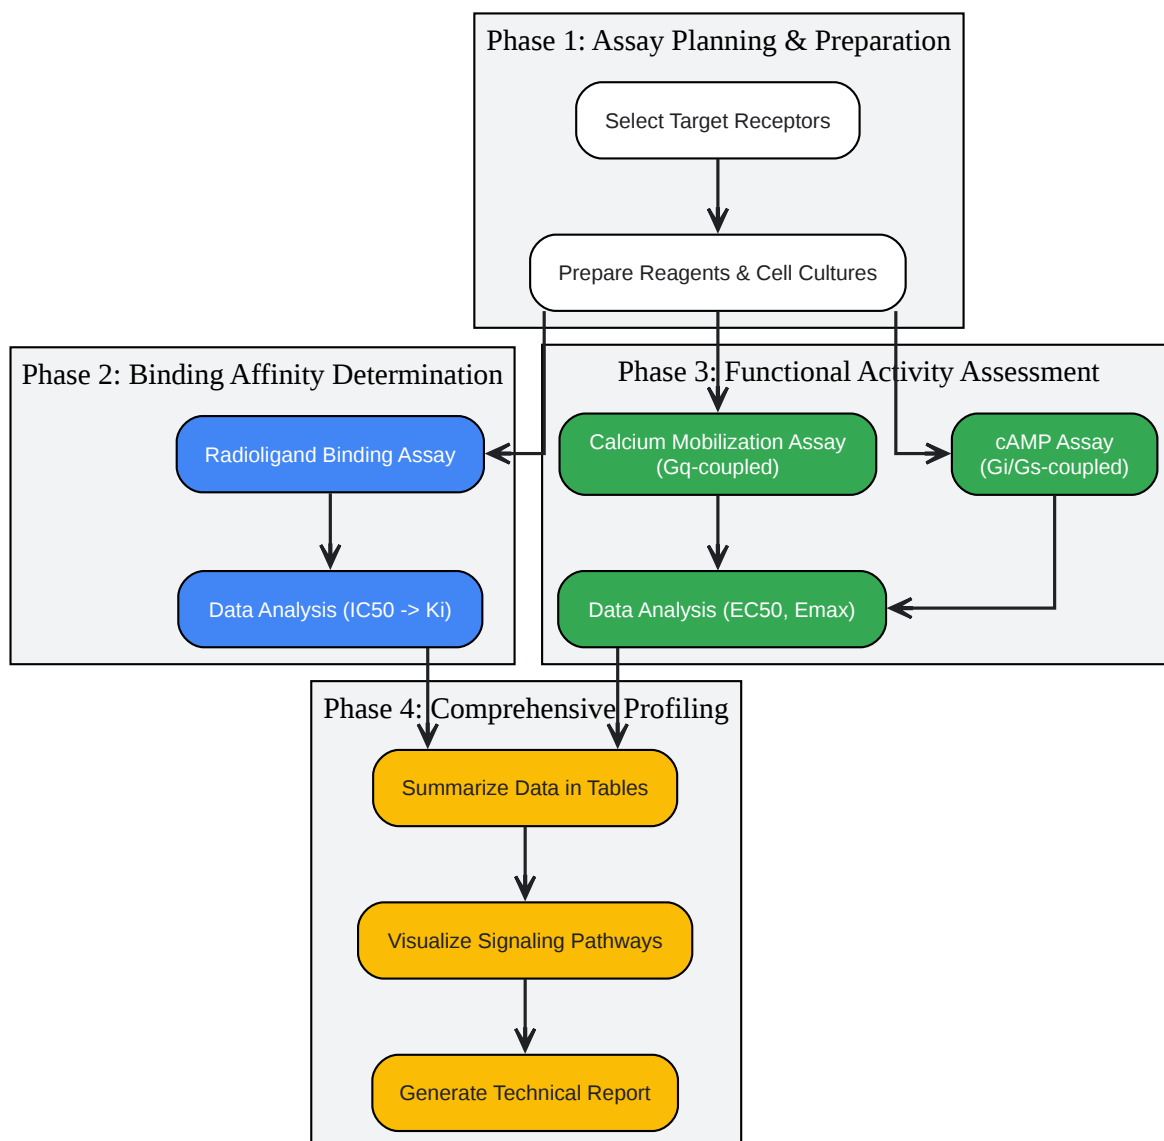 Phase 1: Assay Planning & Preparation
Select Target Receptors
Prepare Reagents & Cell Cultures
Phase 2: Binding Affinity Determination
Radioligand Binding Assay
Data Analysis (IC50 -> Ki)
Phase 3: Functional Activity Assessment
Calcium Mobilization Assay
(Gq-coupled)
cAMP Assay
(Gi/Gs-coupled)
Data Analysis (EC50, Emax)
Phase 4: Comprehensive Profiling
Summarize Data in Tables
Visualize Signaling Pathways
Generate Technical Report